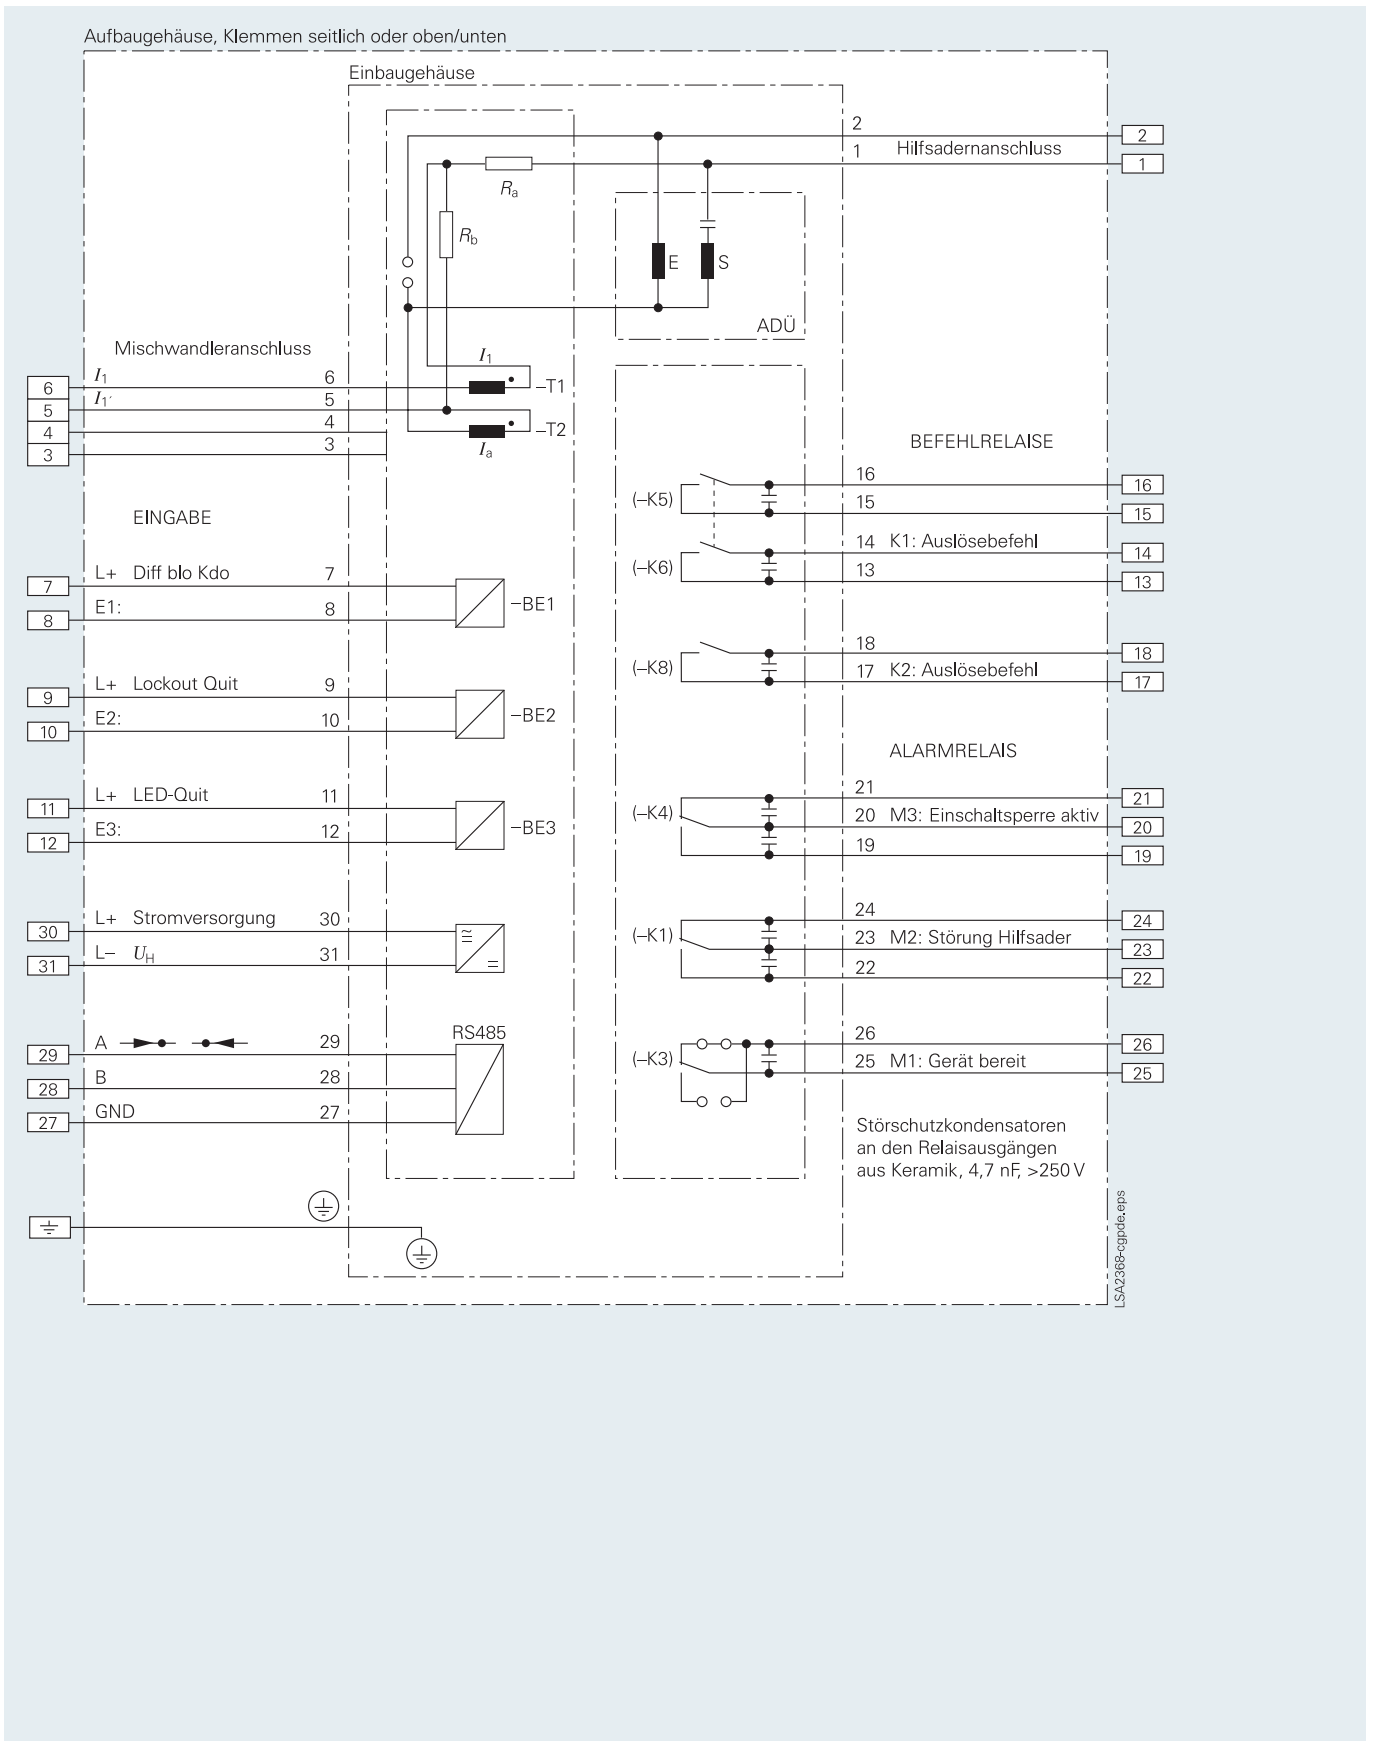 Aufbaugehäuse, Klemmen seitlich oder oben/unten
Einbaugehäuse
2
2
1
Hilfsadernanschluss
1
Ra
Rb
E
S
ADÜ
Mischwandleranschluss
I1
6
I1
6
–T1
5
I1′
5
4
4
–T2
3
3
Ia
BEFEHLRELAISE
EINGABE
(–K5)
16
16
15
15
(–K6)
14
K1: Auslösebefehl
14
13
13
7
L+ Diff blo Kdo
7
8
E1:
8
–BE1
(–K8)
18
18
17
K2: Auslösebefehl
17
9
L+ Lockout Quit
9
10
E2:
10
–BE2
ALARMRELAIS
(–K4)
21
21
20
M3: Einschaltsperre aktiv
20
19
19
11
L+ LED-Quit
11
12
E3:
12
–BE3
(–K1)
24
24
23
M2: Störung Hilfsader
23
22
22
30
L+ Stromversorgung
30
31
L– UH
31
RS485
29
A
29
28
B
28
27
GND
27
(–K3)
26
26
25
M1: Gerät bereit
25
Störschutzkondensatoren
an den Relaisausgängen
aus Keramik, 4,7 nF, >250 V
LSA2368-cgpde.eps